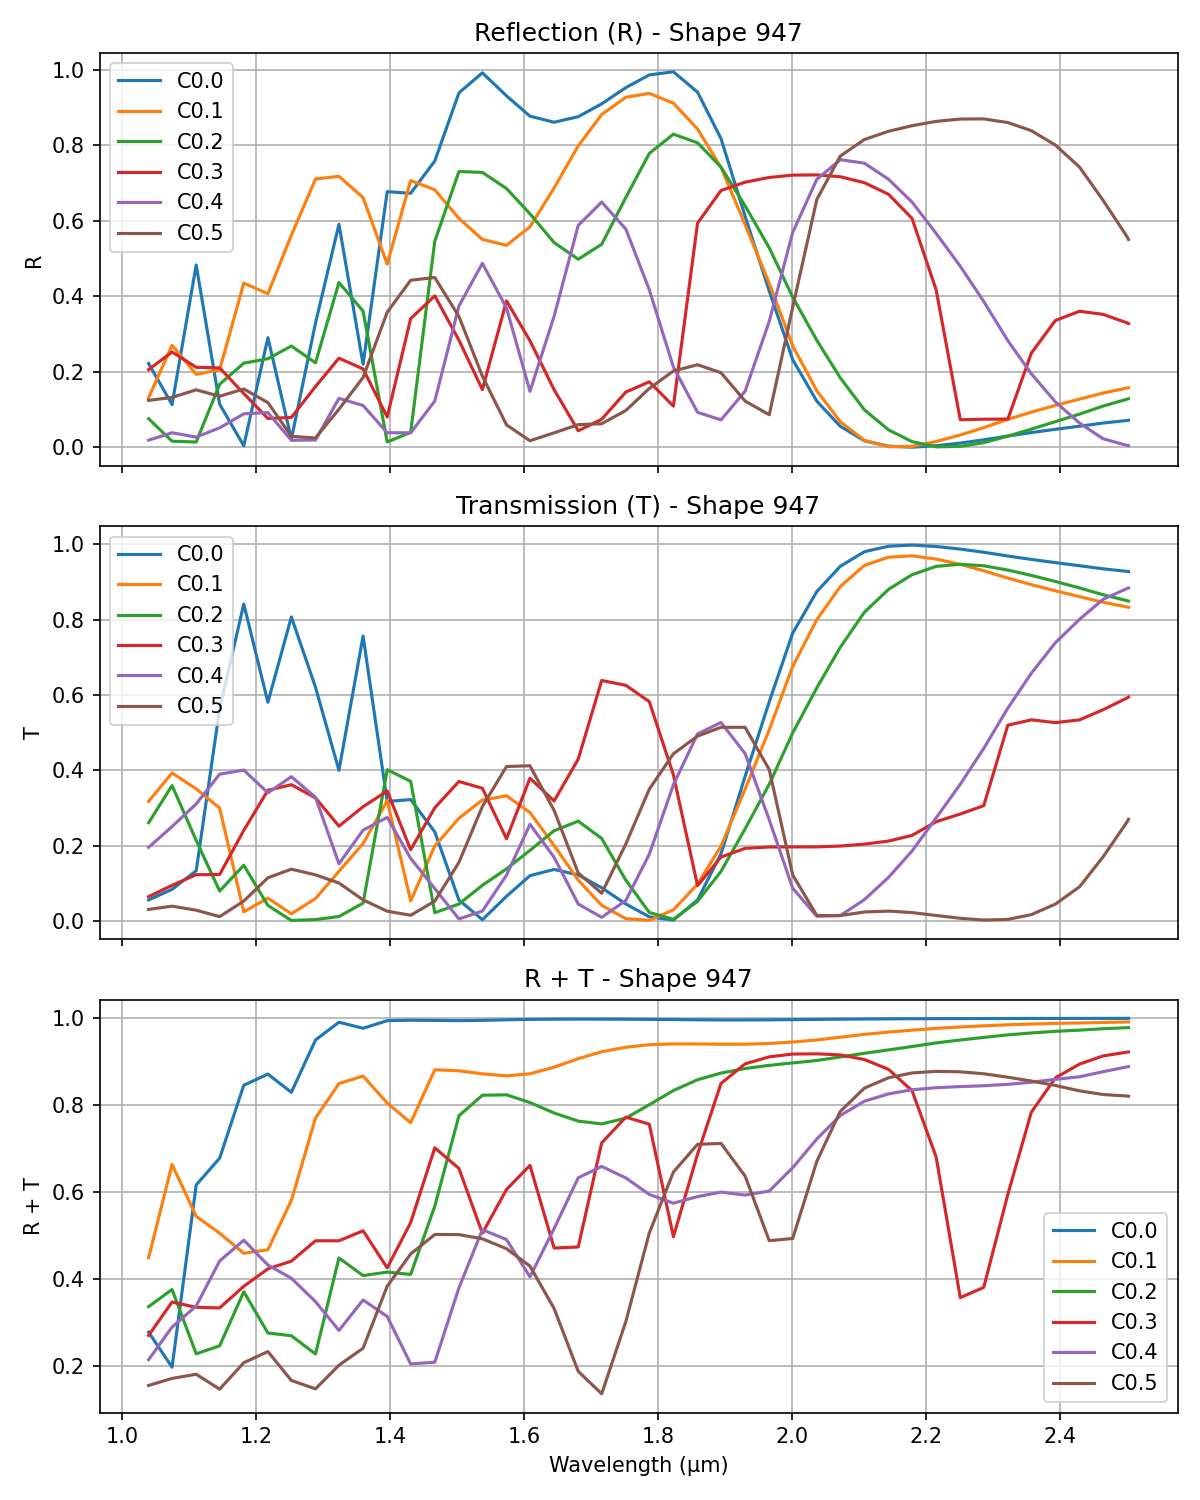 Reflection (R) - Shape 947
1.0
0.8
0.6
0.4
0.2
0.0
R
C0.0
C0.1
C0.2
C0.3
C0.4
C0.5
Transmission (T) - Shape 947
1.0
0.8
0.6
0.4
0.2
0.0
T
C0.0
C0.1
C0.2
C0.3
C0.4
C0.5
R + T - Shape 947
1.0
0.8
0.6
0.4
0.2
R + T
C0.0
C0.1
C0.2
C0.3
C0.4
C0.5
1.0 1.2 1.4 1.6 1.8 2.0 2.2 2.4
Wavelength (μm)